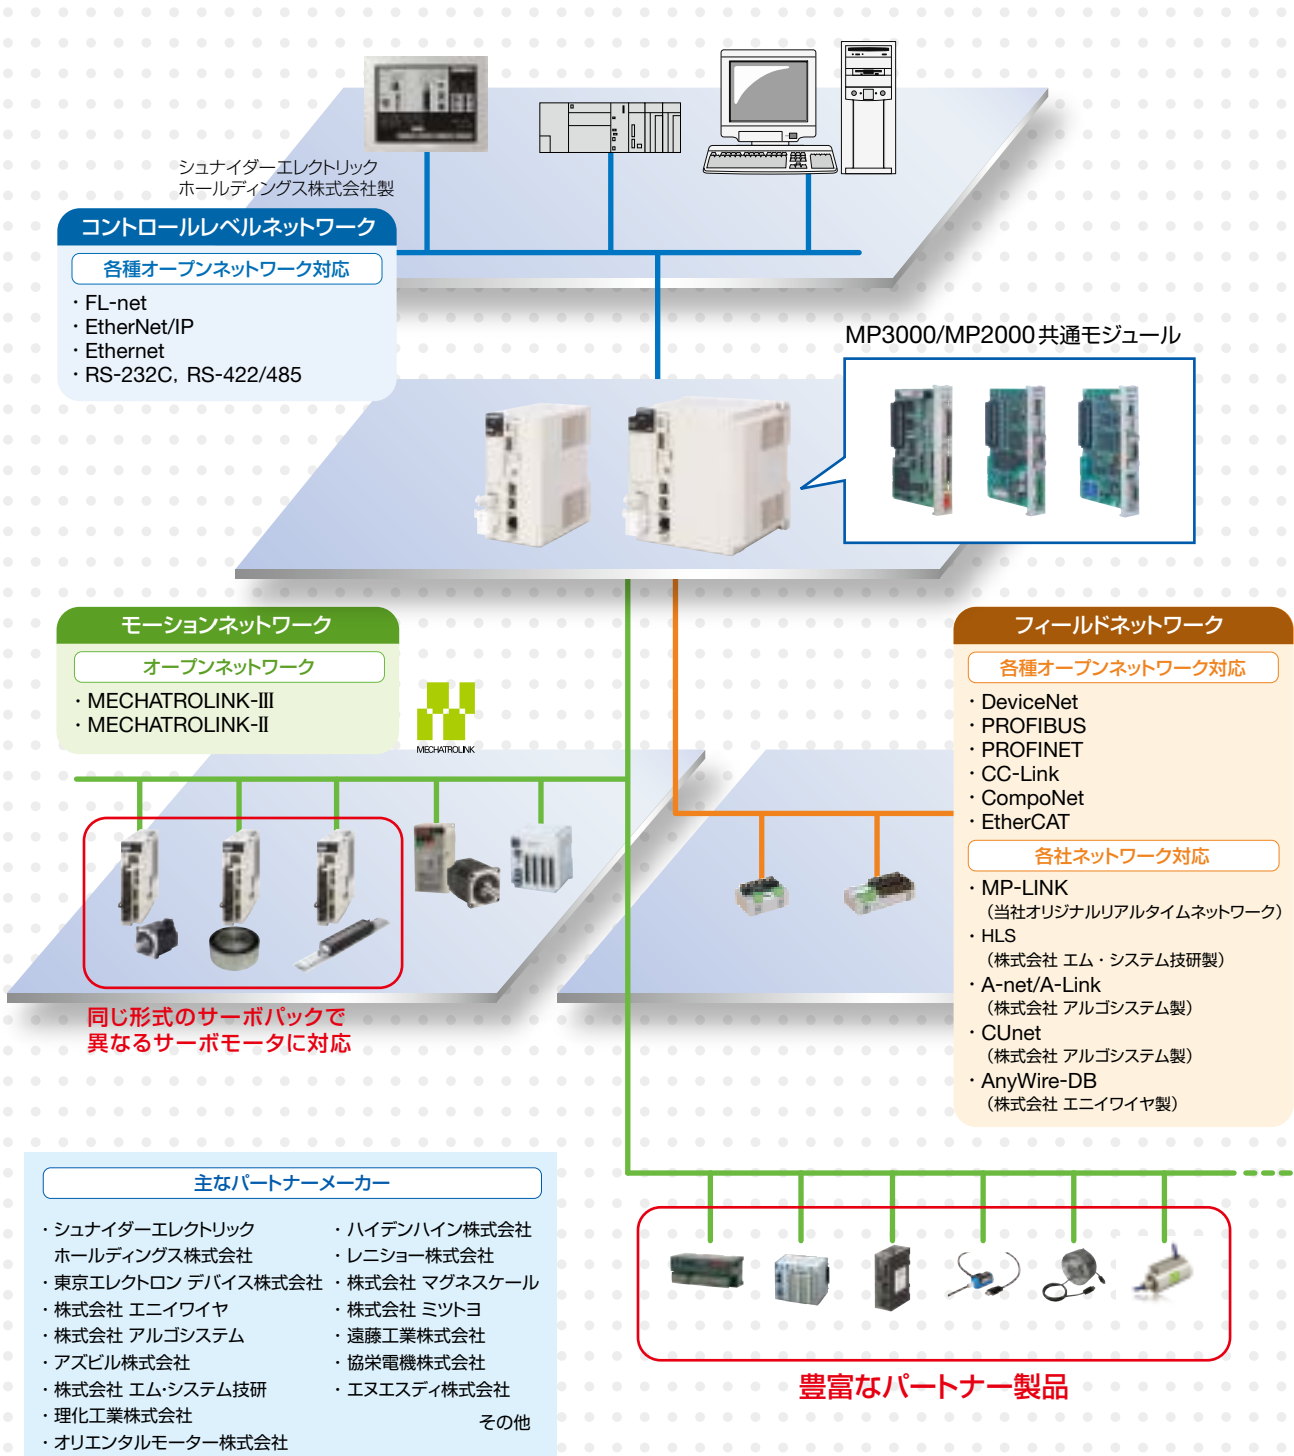 シュナイダーエレクトリック
ホールディングス株式会社製
コントロールレベルネットワーク
各種オープンネットワーク対応
・FL-net
・EtherNet/IP
・Ethernet
・RS-232C, RS-422/485
MP3000/MP2000共通モジュール
モーションネットワーク
オープンネットワーク
・MECHATROLINK-Ⅲ
・MECHATROLINK-Ⅱ
MECHATROLINK
同じ形式のサーボパックで
異なるサーボモータに対応
フィールドネットワーク
各種オープンネットワーク対応
・DeviceNet
・PROFIBUS
・PROFINET
・CC-Link
・CompoNet
・EtherCAT
各社ネットワーク対応
・MP-LINK
（当社オリジナルリアルタイムネットワーク）
・HLS
（株式会社 エム・システム技研製）
・A-net/A-Link
（株式会社 アルゴシステム製）
・CUnet
（株式会社 アルゴシステム製）
・AnyWire-DB
（株式会社 エニイワイヤ製）
主なパートナーメーカー
・シュナイダーエレクトリック
ホールディングス株式会社
・東京エレクトロン デバイス株式会社
・株式会社 エニイワイヤ
・株式会社 アルゴシステム
・アズビル株式会社
・株式会社 エム・システム技研
・理化工業株式会社
・オリエンタルモーター株式会社
・ハイデンハイン株式会社
・レニショー株式会社
・株式会社 マグネスケール
・株式会社 ミツトヨ
・遠藤工業株式会社
・協栄電機株式会社
・エヌエスディ株式会社
その他
豊富なパートナー製品